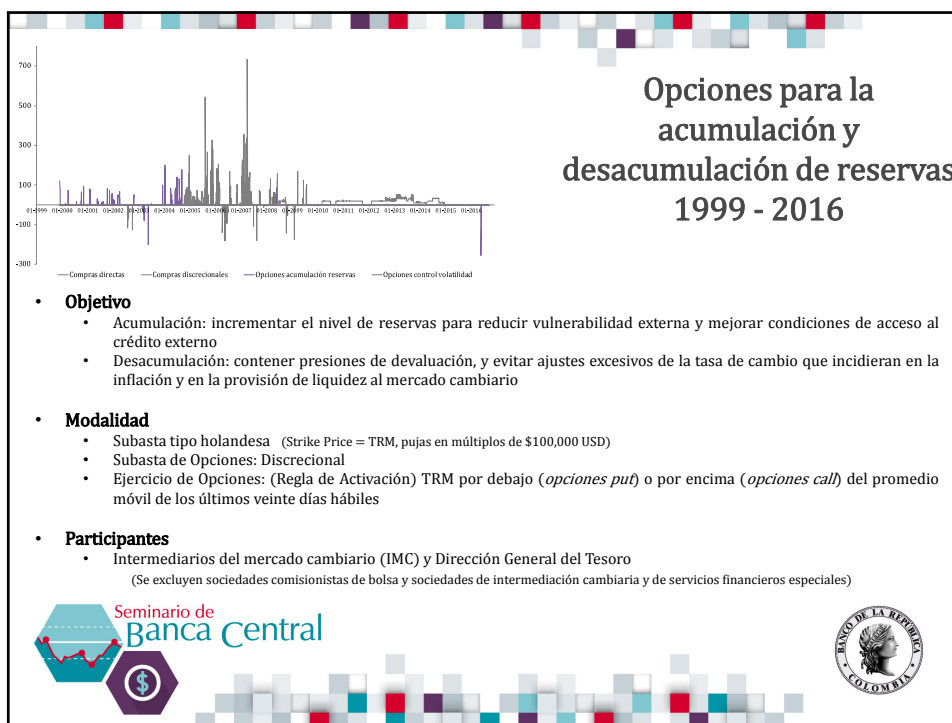 Opciones para la
acumulación y
desacumulación de reservas
1999 - 2016
700
500
300
100
-100
-300
01-1999 01-2000 01-2001 01-2002 01-2003 01-2004 01-2005 01-2006 01-2007 01-2008 01-2009 01-2010 01-2011 01-2012 01-2013 01-2014 01-2015 01-2016
Compras directas Compras discrecionales Opciones acumulación reservas Opciones control volatilidad
• Objetivo
• Acumulación: incrementar el nivel de reservas para reducir vulnerabilidad externa y mejorar condiciones de acceso al
crédito externo
• Desacumulación: contener presiones de devaluación, y evitar ajustes excesivos de la tasa de cambio que incidieran en la
inflación y en la provisión de liquidez al mercado cambiario
• Modalidad
• Subasta tipo holandesa (Strike Price = TRM, pujas en múltiplos de $100,000 USD)
• Subasta de Opciones: Discrecional
• Ejercicio de Opciones: (Regla de Activación) TRM por debajo (opciones put) o por encima (opciones call) del promedio
móvil de los últimos veinte días hábiles
• Participantes
• Intermediarios del mercado cambiario (IMC) y Dirección General del Tesoro
(Se excluyen sociedades comisionistas de bolsa y sociedades de intermediación cambiaria y de servicios financieros especiales)
Seminario de
Banca Central
$
BANCO DE LA REPÚBLICA
COLOMBIA